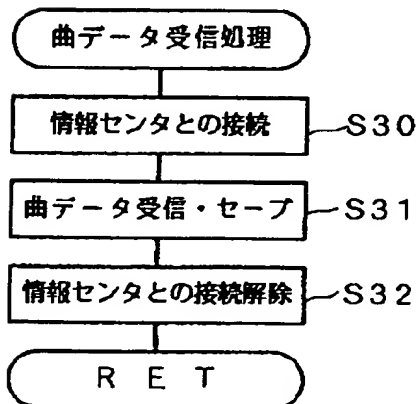 曲データ受信処理
情報センタとの接続
S30
曲データ受信・セーブ
S31
情報センタとの接続解除
S32
RET